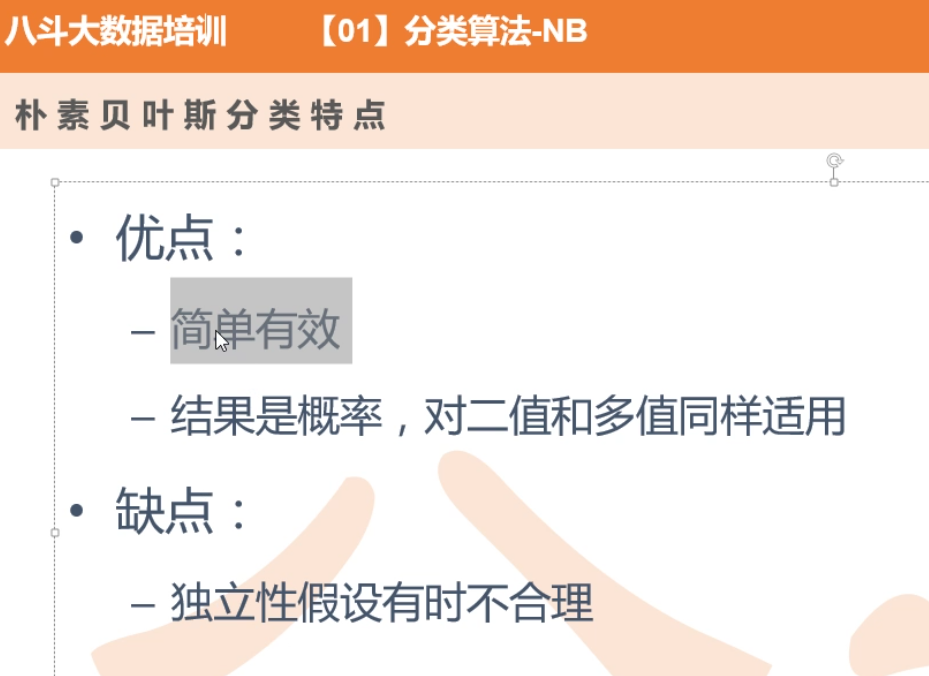 八斗大数据培训 【01】分类算法-NB
朴素贝叶斯分类特点
• 优点：
– 简单有效
– 结果是概率，对二值和多值同样适用
• 缺点：
– 独立性假设有时不合理